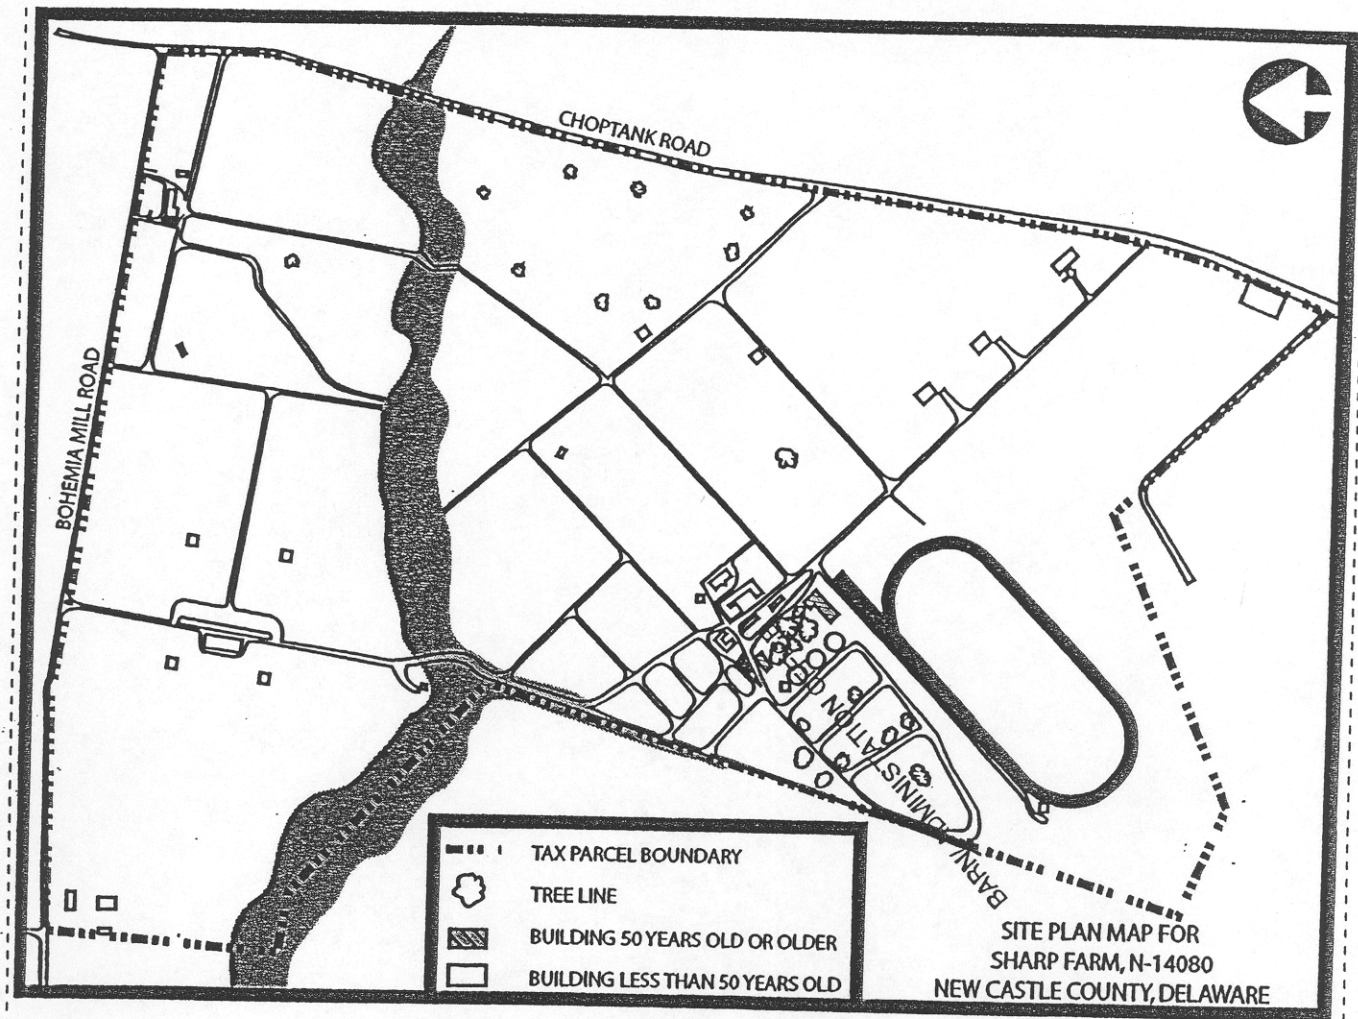 CHOPTANK ROAD
BOHEMIA MILL ROAD
BARN/
TAX PARCEL BOUNDARY
TREE LINE
BUILDING 50 YEARS OLD OR OLDER
BUILDING LESS THAN 50 YEARS OLD
SITE PLAN MAP FOR
SHARP FARM, N-14080
NEW CASTLE COUNTY, DELAWARE